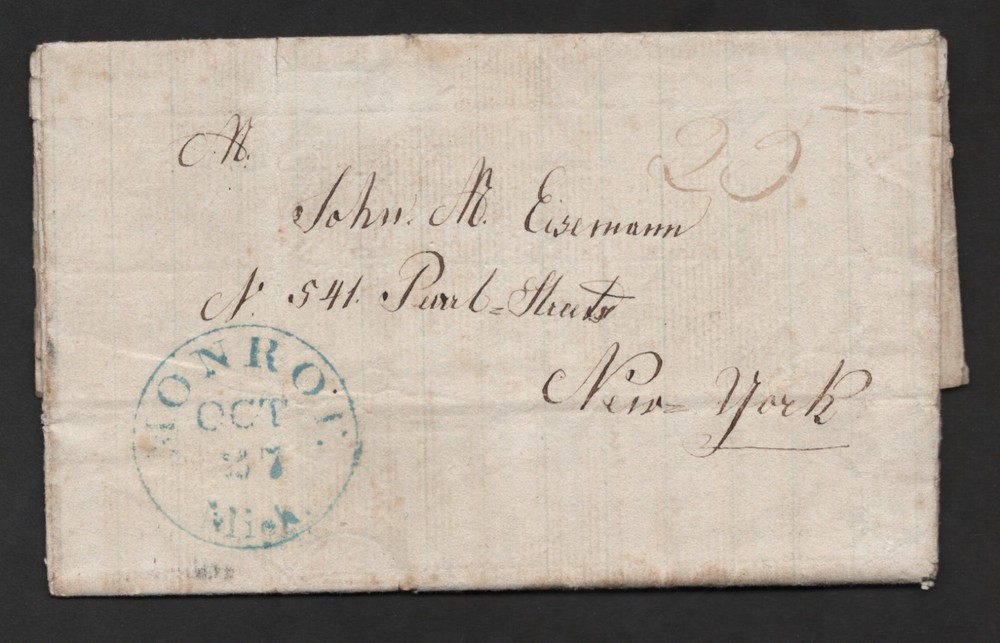 M.
25
John. M. Eisemann
N. 541. Pearl=Street
New=York
MONROE
OCT
27
Mich.